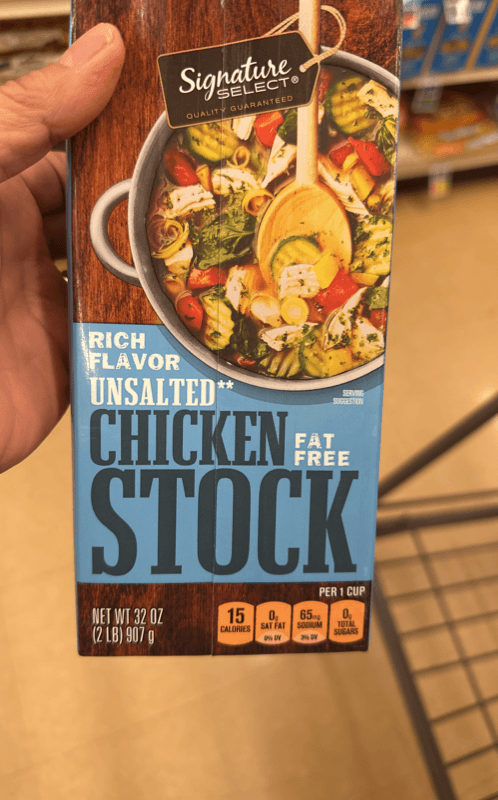 Signature
SELECT®
QUALITY GUARANTEED
RICH
FLAVOR
UNSALTED**
SERVING
SUGGESTION
CHICKEN
FAT
FREE
STOCK
PER 1 CUP
NET WT 32 OZ
(2 LB) 907 g
15
CALORIES
0g
SAT FAT
0% DV
65mg
SODIUM
3% DV
0g
TOTAL
SUGARS